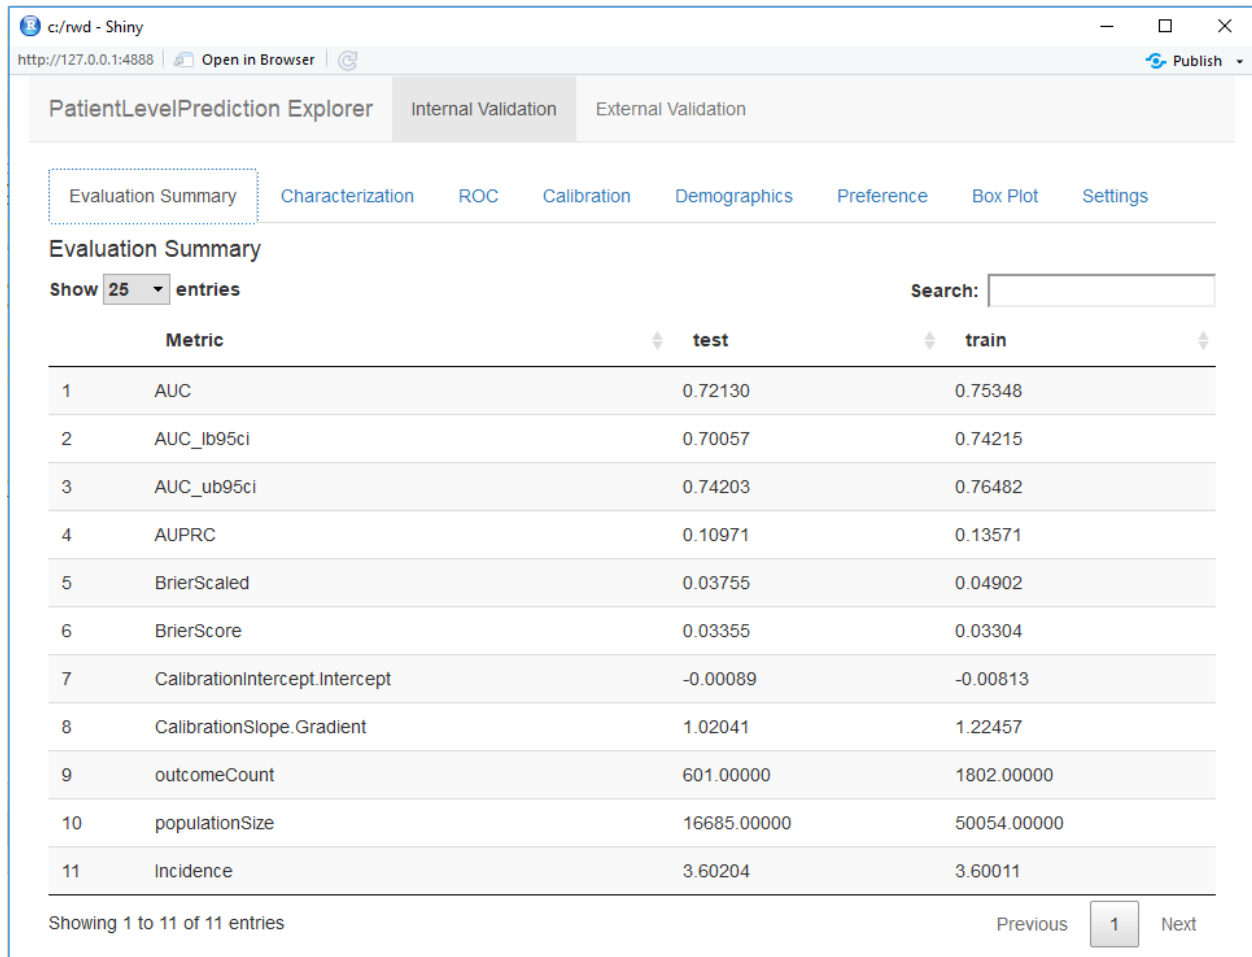 c:/rwd - Shiny
http://127.0.0.1:4888 Open in Browser Publish
PatientLevelPrediction Explorer Internal Validation External Validation
Evaluation Summary Characterization ROC Calibration Demographics Preference Box Plot Settings
Evaluation Summary
Show 25 entries Search:
Metric test train
1 AUC 0.72130 0.75348
2 AUC_lb95ci 0.70057 0.74215
3 AUC_ub95ci 0.74203 0.76482
4 AUPRC 0.10971 0.13571
5 BrierScaled 0.03755 0.04902
6 BrierScore 0.03355 0.03304
7 CalibrationIntercept.Intercept -0.00089 -0.00813
8 CalibrationSlope.Gradient 1.02041 1.22457
9 outcomeCount 601.00000 1802.00000
10 populationSize 16685.00000 50054.00000
11 Incidence 3.60204 3.60011
Showing 1 to 11 of 11 entries Previous 1 Next